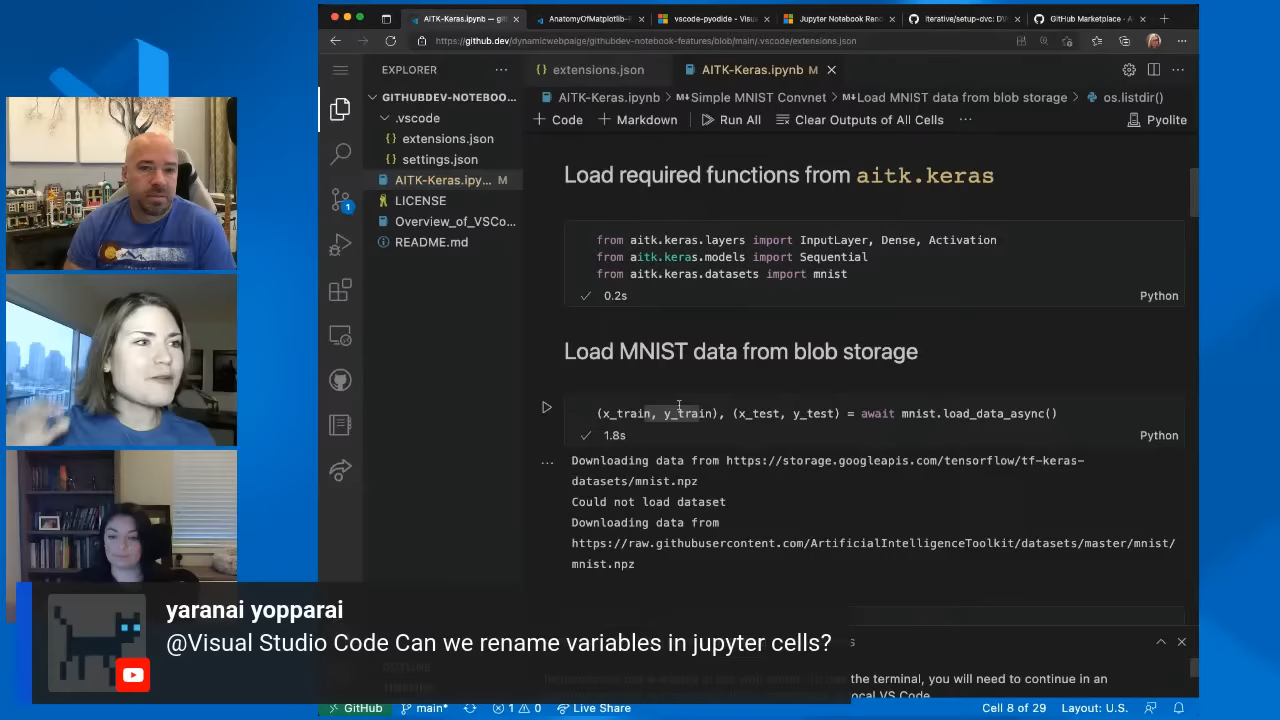 AITK-Keras.ipynb — git
AnatomyOfMatplotlib-P
vscode-pyodide - Visu
Jupyter Notebook Ren
iterative/setup-dvc: DV
GitHub Marketplace · A
https://github.dev/dynamicwebpaige/githubdev-notebook-features/blob/main/.vscode/extensions.json
EXPLORER
extensions.json
AITK-Keras.ipynb M
GITHUBDEV-NOTEBOO...
AITK-Keras.ipynb > Simple MNIST Convnet > Load MNIST data from blob storage > os.listdir()
.vscode
+ Code + Markdown Run All Clear Outputs of All Cells ... Pyolite
extensions.json
settings.json
AITK-Keras.ipy... M
LICENSE
Overview_of_VSCo...
README.md
Load required functions from aitk.keras
from aitk.keras.layers import InputLayer, Dense, Activation
from aitk.keras.models import Sequential
from aitk.keras.datasets import mnist
0.2s
Python
Load MNIST data from blob storage
(x_train, y_train), (x_test, y_test) = await mnist.load_data_async()
1.8s
Python
Downloading data from https://storage.googleapis.com/tensorflow/tf-keras-
datasets/mnist.npz
Could not load dataset
Downloading data from
https://raw.githubusercontent.com/ArtificialIntelligenceToolkit/datasets/master/mnist/
mnist.npz
1
yaranai yopparai
@Visual Studio Code Can we rename variables in jupyter cells?
the terminal, you will need to continue in an
ocal VS Code.
GitHub
main*
1 0
Live Share
Cell 8 of 29
Layout: U.S.